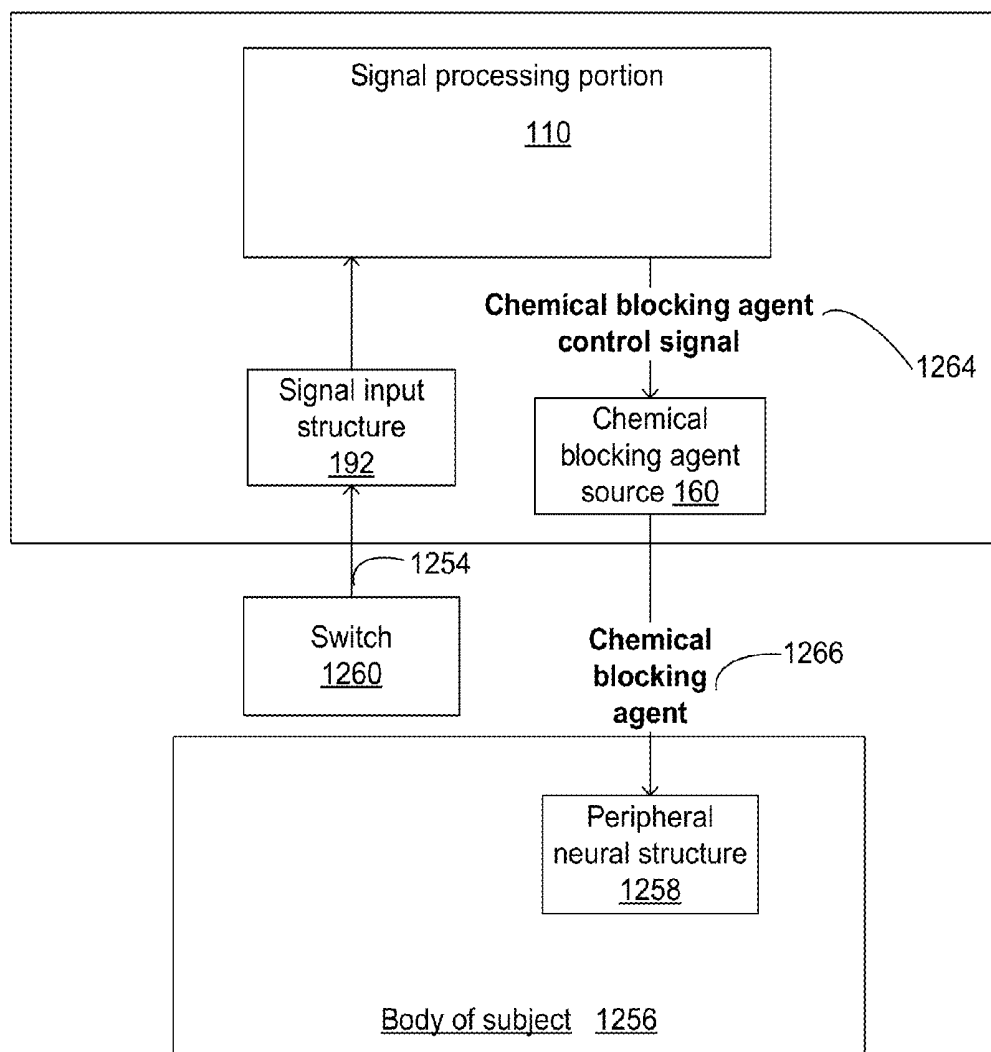 Signal processing portion
110
Chemical blocking agent
control signal
1264
Signal input
structure
192
Chemical
blocking agent
source 160
1254
Switch
1260
Chemical
blocking
agent
1266
Peripheral
neural structure
1258
Body of subject 1256